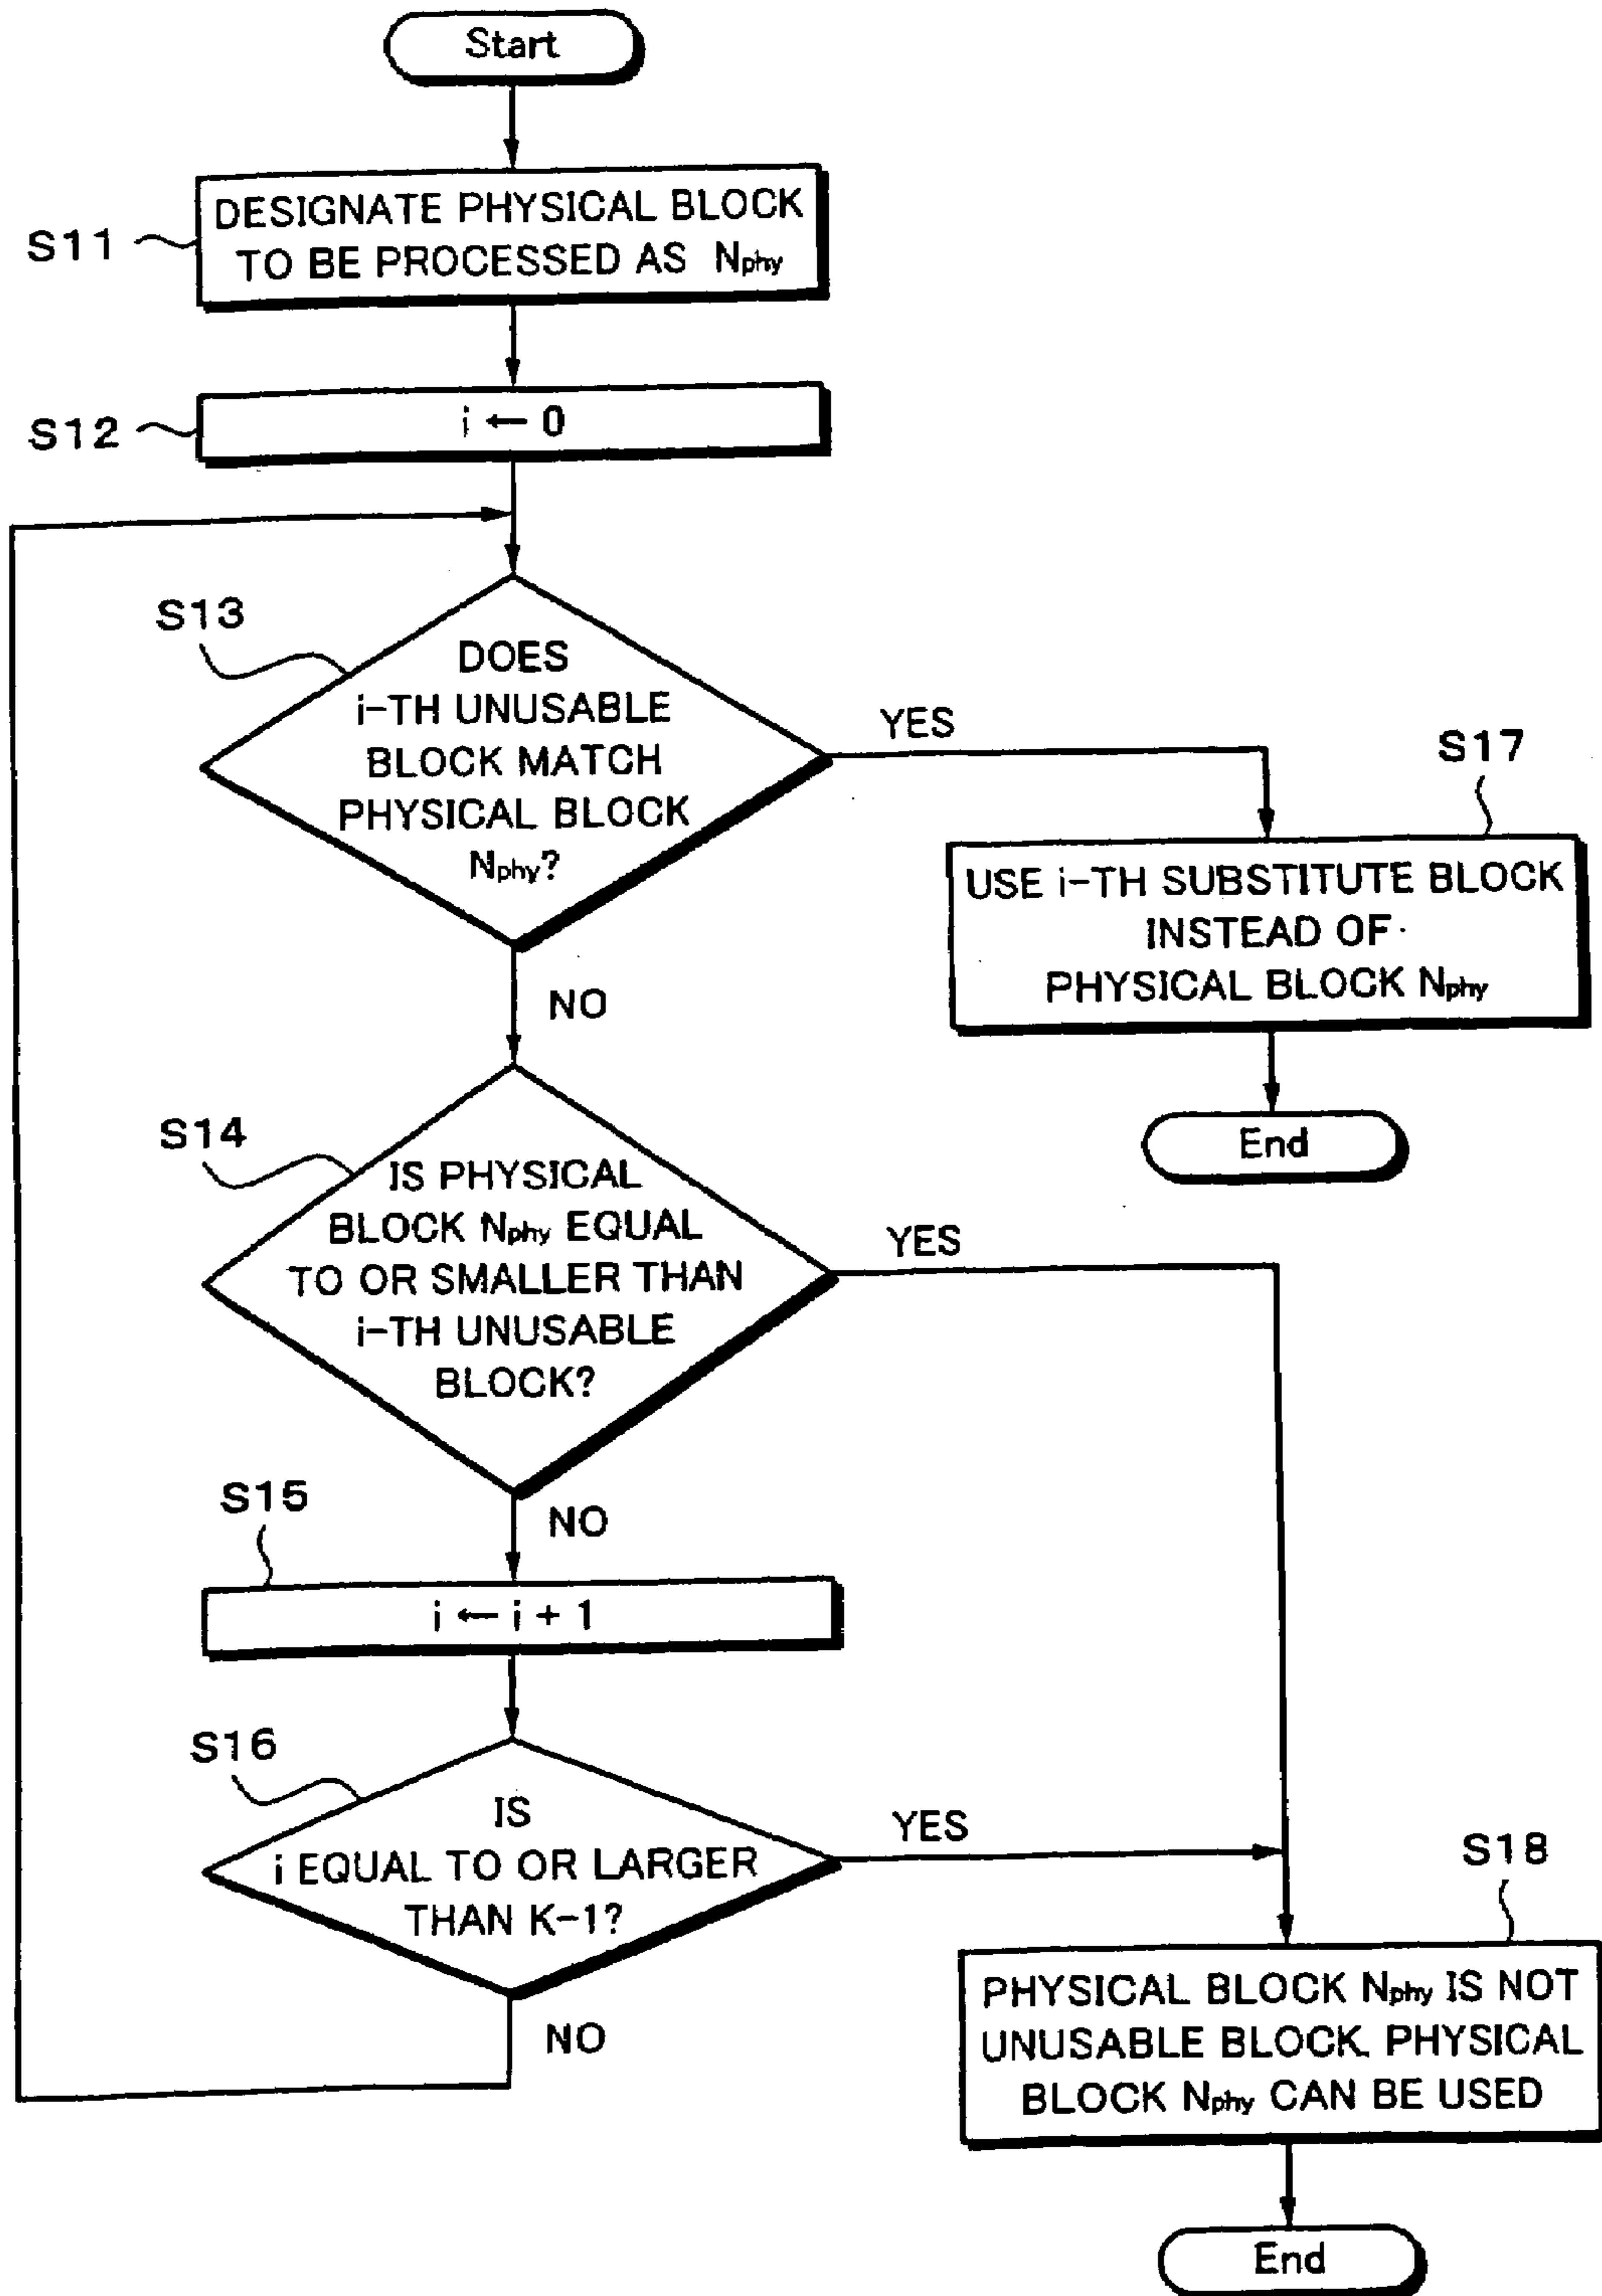 Start
S11
DESIGNATE PHYSICAL BLOCK
TO BE PROCESSED AS Nphy
S12
i ← 0
S13
DOES
i-TH UNUSABLE
BLOCK MATCH
PHYSICAL BLOCK
Nphy?
YES
NO
S17
USE i-TH SUBSTITUTE BLOCK
INSTEAD OF
PHYSICAL BLOCK Nphy
End
S14
IS PHYSICAL
BLOCK Nphy EQUAL
TO OR SMALLER THAN
i-TH UNUSABLE
BLOCK?
YES
NO
S15
i ← i + 1
S16
IS
i EQUAL TO OR LARGER
THAN K-1?
YES
NO
S18
PHYSICAL BLOCK Nphy IS NOT
UNUSABLE BLOCK. PHYSICAL
BLOCK Nphy CAN BE USED
End